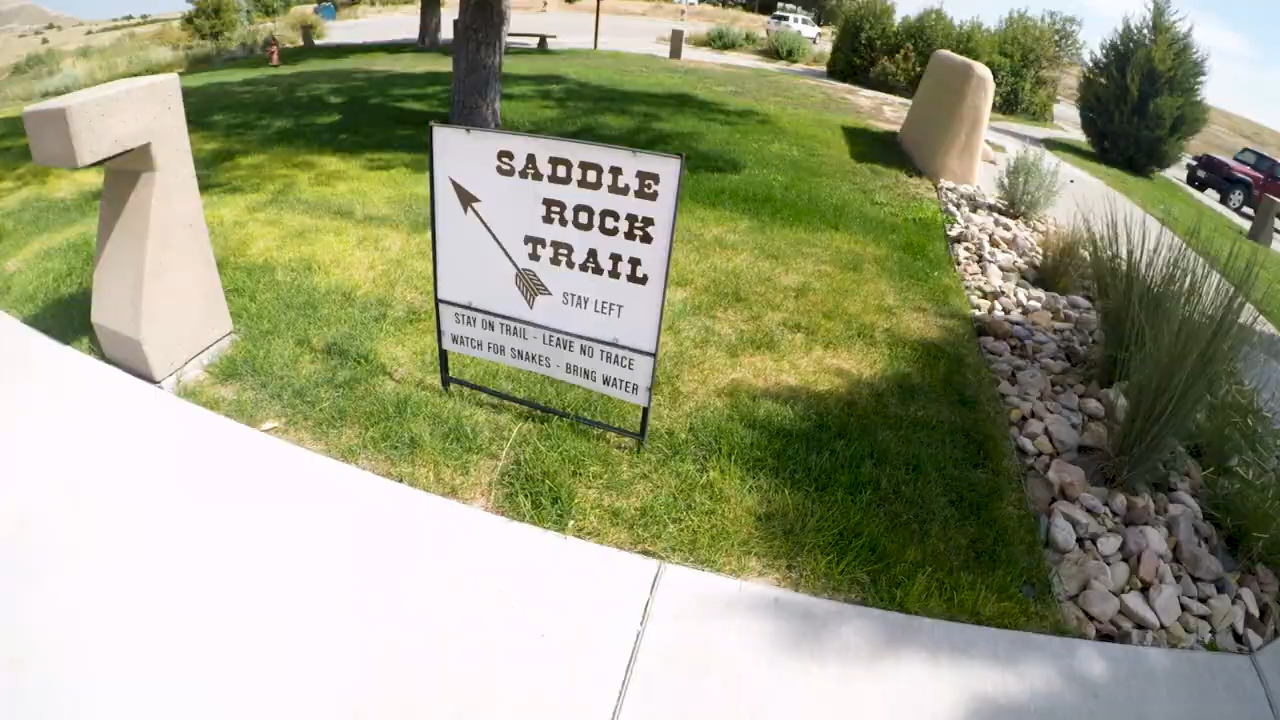 SADDLE
ROCK
TRAIL
STAY LEFT
STAY ON TRAIL - LEAVE NO TRACE
WATCH FOR SNAKES - BRING WATER